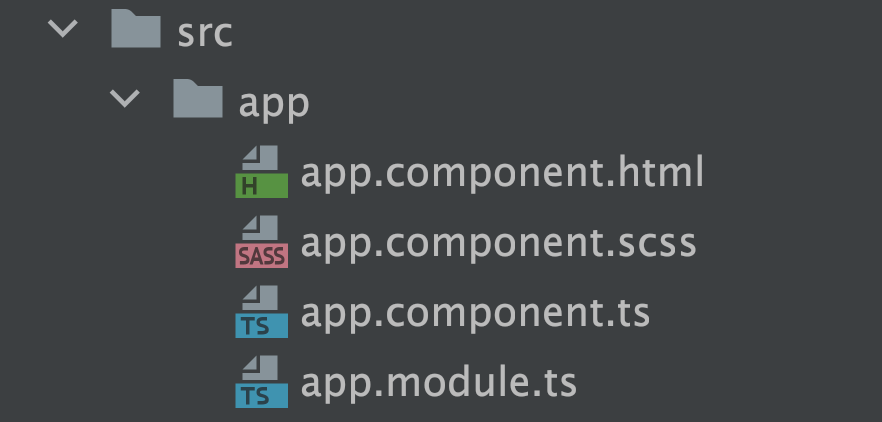 src
app
H app.component.html
SASS app.component.scss
TS app.component.ts
TS app.module.ts